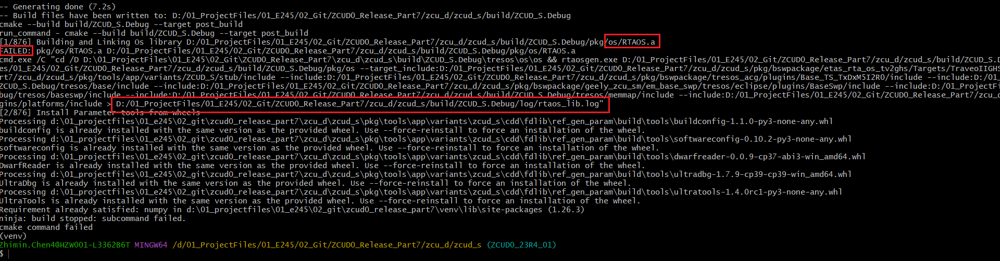 -- Generating done (7.2s)
-- Build files have been written to: D:/01_ProjectFiles/01_E245/02_Git/ZCUD0_Release_Part7/zcu_d/zcud_s/build/ZCUD_S.Debug
cmake --build build/ZCUD_S.Debug --target post_build
run_command - cmake --build build/ZCUD_S.Debug --target post_build
[1/876] Building and Linking Os library D:/01_ProjectFiles/01_E245/02_Git/ZCUD0_Release_Part7/zcu_d/zcud_s/build/ZCUD_S.Debug/pkg/os/RTAOS.a
FAILED: pkg/os/RTAOS.a D:/01_ProjectFiles/01_E245/02_Git/ZCUD0_Release_Part7/zcu_d/zcud_s/build/ZCUD_S.Debug/pkg/os/RTAOS.a
cmd.exe /C "cd /D D:\01_ProjectFiles\01_E245\02_Git\ZCUD0_Release_Part7\zcu_d\zcud_s\build\ZCUD_S.Debug\tresos\os\os && rtaosgen.exe D:/01_ProjectFiles/01_E245/02_Git/ZCUD0_Release_Part7/zcu_d/zcud_s/build/ZCUD_S.D
es/01_E245/02_Git/ZCUD0_Release_Part7/zcu_d/zcud_s/build/ZCUD_S.Debug/pkg/os --target_include:D:/01_ProjectFiles/01_E245/02_Git/ZCUD0_Release_Part7/zcu_d/zcud_s/pkg/bswpackage/etas_rta_os_tv2ghs/Targets/TraveoIIGHS
rt7/zcu_d/zcud_s/pkg/tools/app/variants/ZCUD_S/stub/include --include:D:/01_ProjectFiles/01_E245/02_Git/ZCUD0_Release_Part7/zcu_d/zcud_s/pkg/bswpackage/tresos_acg/plugins/Base_TS_TxDxM5I2R0/include --include:D:/01_
ZCUD_S.Debug/tresos/base/include --include:D:/01_ProjectFiles/01_E245/02_Git/ZCUD0_Release_Part7/zcu_d/zcud_s/pkg/bswpackage/geely_zcu_sm/em_base_swp/tresos/eclipse/plugins/BaseSwp/include --include:D:/01_ProjectFi
bug/tresos/baseswp/include --include:D:/01_ProjectFiles/01_E245/02_Git/ZCUD0_Release_Part7/zcu_d/zcud_s/build/ZCUD_S.Debug/tresos/memmap/include --include:D:/01_ProjectFiles/01_E245/02_Git/ZCUD0_Release_Part7/zcu_d
gins/platforms/include > D:/01_ProjectFiles/01_E245/02_Git/ZCUD0_Release_Part7/zcu_d/zcud_s/build/ZCUD_S.Debug/log/rtaos_lib.log"
[2/876] Install Parameter tools from wheels
Processing d:\01_projectfiles\01_e245\02_git\zcud0_release_part7\zcu_d\zcud_s\pkg\tools\app\variants\zcud_s\cdd\fdlib\ref_gen_param\build\tools\buildconfig-1.1.0-py3-none-any.whl
buildconfig is already installed with the same version as the provided wheel. Use --force-reinstall to force an installation of the wheel.
Processing d:\01_projectfiles\01_e245\02_git\zcud0_release_part7\zcu_d\zcud_s\pkg\tools\app\variants\zcud_s\cdd\fdlib\ref_gen_param\build\tools\softwareconfig-0.10.2-py3-none-any.whl
softwareconfig is already installed with the same version as the provided wheel. Use --force-reinstall to force an installation of the wheel.
Processing d:\01_projectfiles\01_e245\02_git\zcud0_release_part7\zcu_d\zcud_s\pkg\tools\app\variants\zcud_s\cdd\fdlib\ref_gen_param\build\tools\dwarfreader-0.0.9-cp37-abi3-win_amd64.whl
DwarfReader is already installed with the same version as the provided wheel. Use --force-reinstall to force an installation of the wheel.
Processing d:\01_projectfiles\01_e245\02_git\zcud0_release_part7\zcu_d\zcud_s\pkg\tools\app\variants\zcud_s\cdd\fdlib\ref_gen_param\build\tools\ultradbg-1.7.9-cp39-cp39-win_amd64.whl
UltraDbg is already installed with the same version as the provided wheel. Use --force-reinstall to force an installation of the wheel.
Processing d:\01_projectfiles\01_e245\02_git\zcud0_release_part7\zcu_d\zcud_s\pkg\tools\app\variants\zcud_s\cdd\fdlib\ref_gen_param\build\tools\ultratools-1.4.0rc1-py3-none-any.whl
UltraTools is already installed with the same version as the provided wheel. Use --force-reinstall to force an installation of the wheel.
Requirement already satisfied: numpy in d:\01_projectfiles\01_e245\02_git\zcud0_release_part7\venv\lib\site-packages (1.26.3)
ninja: build stopped: subcommand failed.
cmake command failed
(venv)
Zhimin.Chen4@HZW001-L3362B6T MINGW64 /d/01_ProjectFiles/01_E245/02_Git/ZCUD0_Release_Part7/zcu_d/zcud_s (ZCUD0_23R4_01)
$